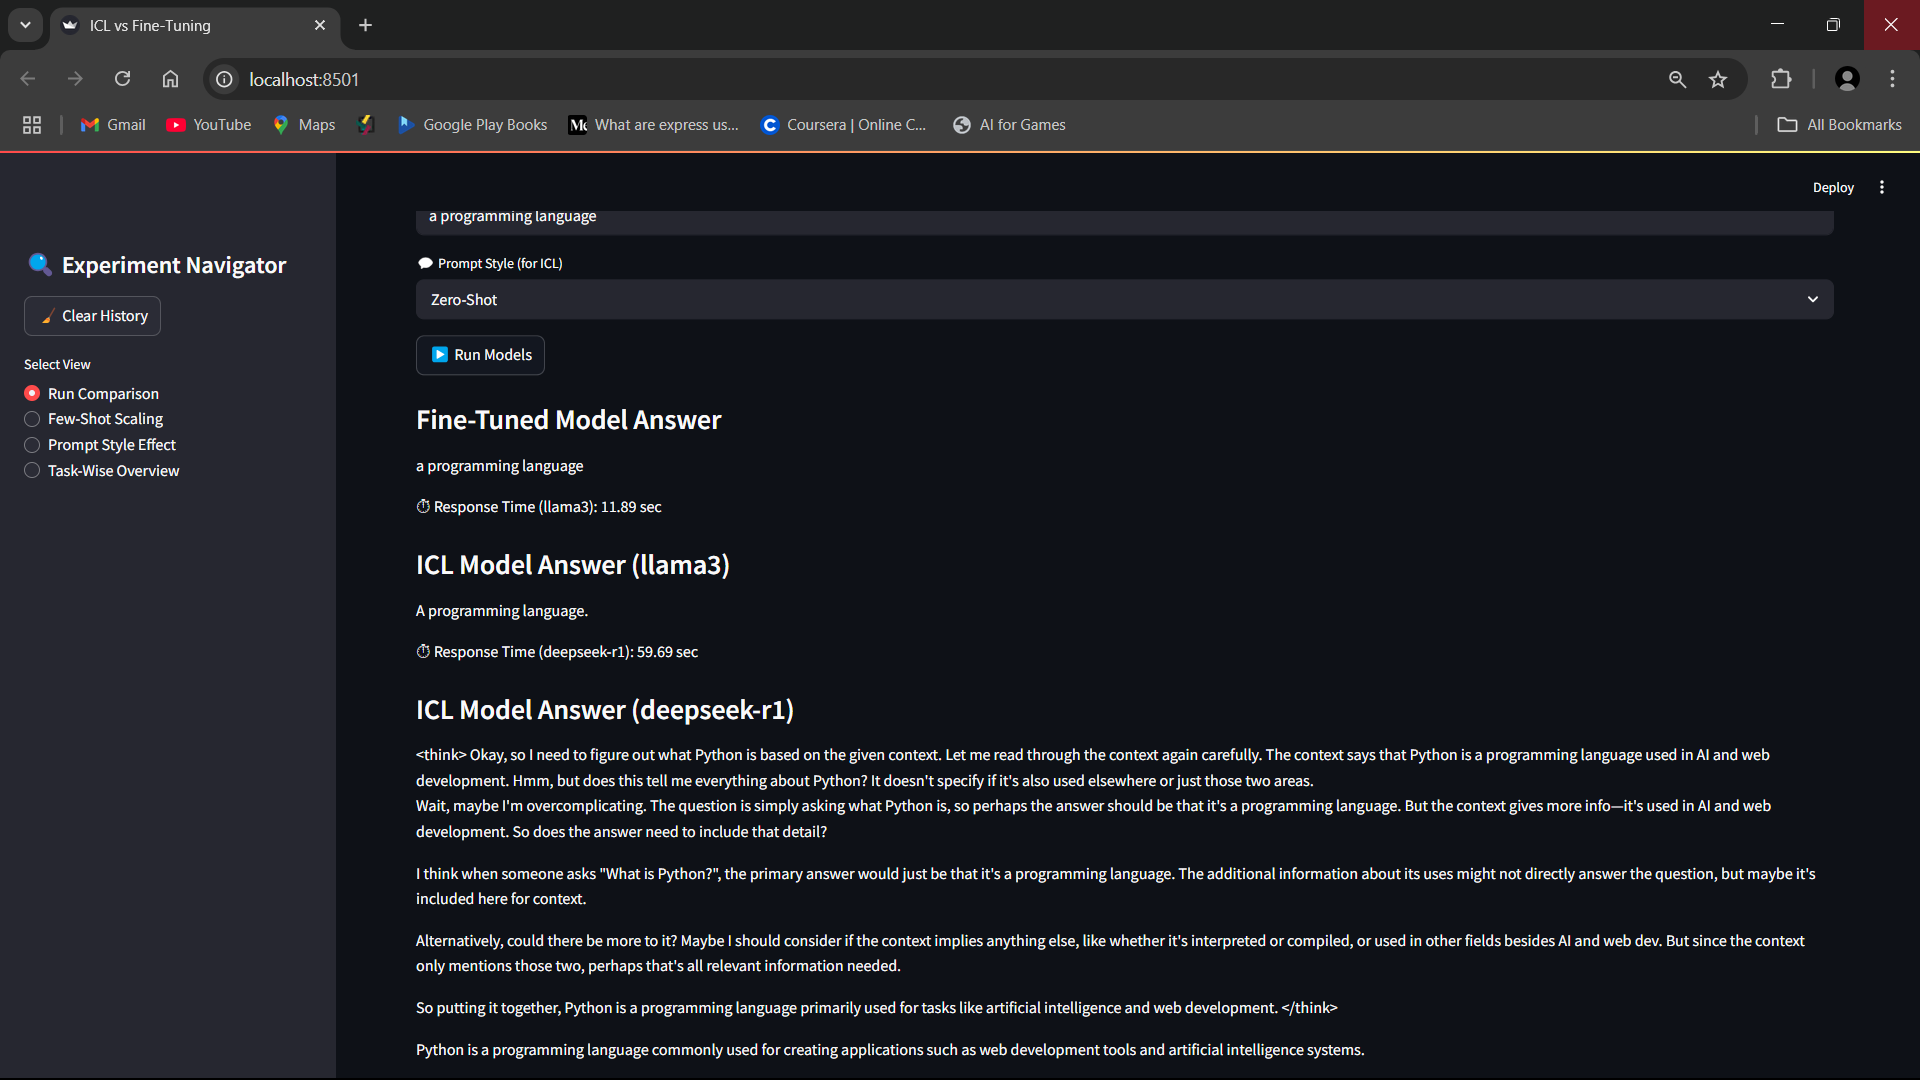 ICL vs Fine-Tuning
localhost:8501
Gmail
YouTube
Maps
Google Play Books
What are express us...
Coursera | Online C...
AI for Games
All Bookmarks
Deploy
Experiment Navigator
Clear History
Select View
Run Comparison
Few-Shot Scaling
Prompt Style Effect
Task-Wise Overview
a programming language
Prompt Style (for ICL)
Zero-Shot
Run Models
Fine-Tuned Model Answer
a programming language
Response Time (llama3): 11.89 sec
ICL Model Answer (llama3)
A programming language.
Response Time (deepseek-r1): 59.69 sec
ICL Model Answer (deepseek-r1)
<think> Okay, so I need to figure out what Python is based on the given context. Let me read through the context again carefully. The context says that Python is a programming language used in AI and web
development. Hmm, but does this tell me everything about Python? It doesn't specify if it's also used elsewhere or just those two areas.
Wait, maybe I'm overcomplicating. The question is simply asking what Python is, so perhaps the answer should be that it's a programming language. But the context gives more info—it's used in AI and web
development. So does the answer need to include that detail?
I think when someone asks "What is Python?", the primary answer would just be that it's a programming language. The additional information about its uses might not directly answer the question, but maybe it's
included here for context.
Alternatively, could there be more to it? Maybe I should consider if the context implies anything else, like whether it's interpreted or compiled, or used in other fields besides AI and web dev. But since the context
only mentions those two, perhaps that's all relevant information needed.
So putting it together, Python is a programming language primarily used for tasks like artificial intelligence and web development. </think>
Python is a programming language commonly used for creating applications such as web development tools and artificial intelligence systems.